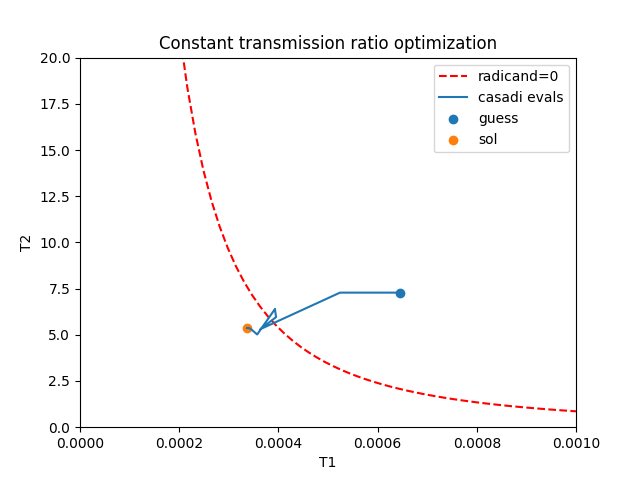 Constant transmission ratio optimization
20.0
17.5
15.0
12.5
10.0
7.5
5.0
2.5
0.0
T2
radicand=0
casadi evals
guess
sol
0.0000 0.0002 0.0004 0.0006 0.0008 0.0010
T1